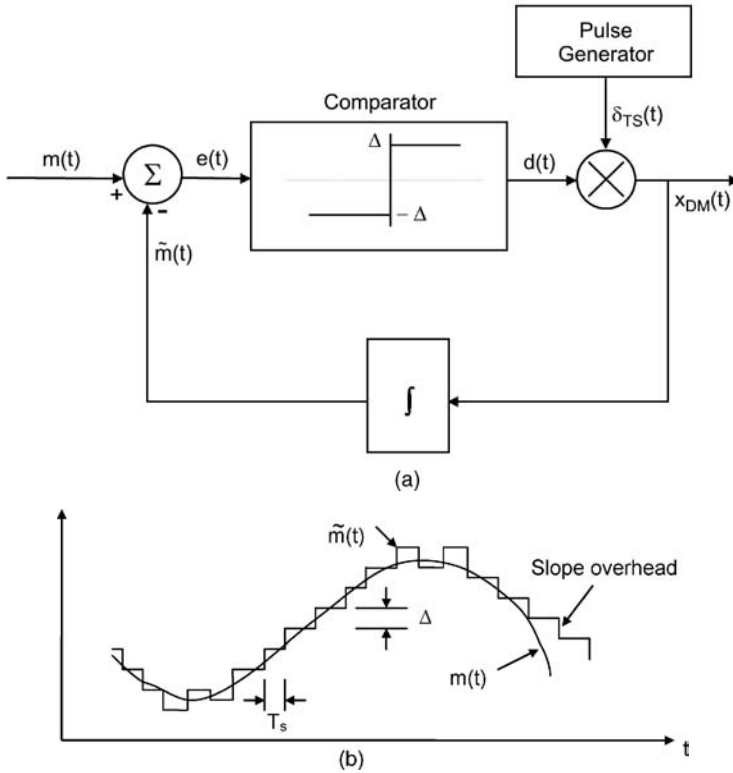 Pulse
Generator
Comparator
δTS(t)
m(t)
e(t)
Δ
d(t)
Σ
+
-
− Δ
xDM(t)
m̃(t)
∫
(a)
m̃(t)
Slope overhead
Δ
m(t)
Ts
t
(b)